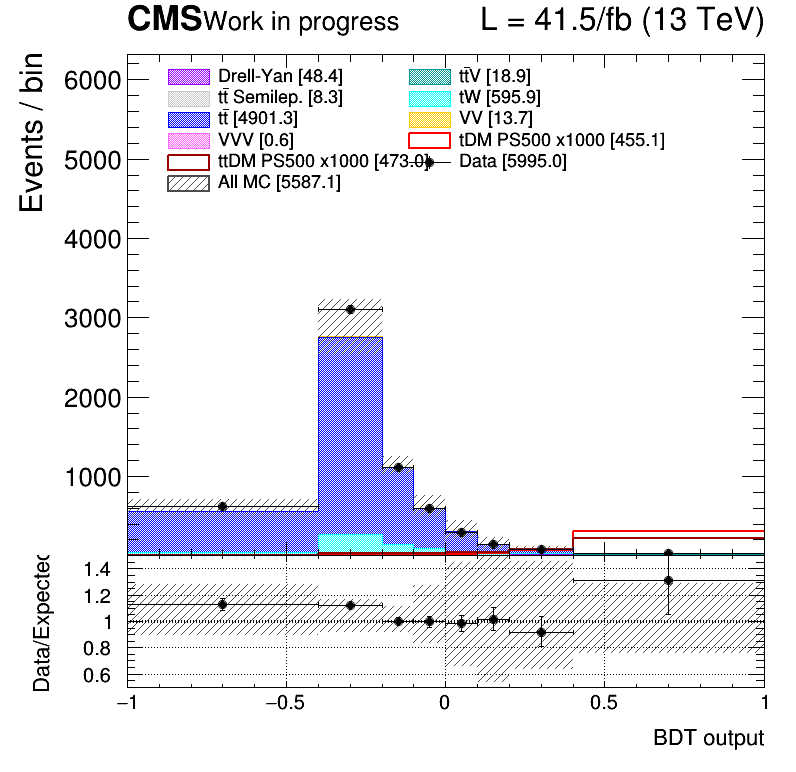 CMS Work in progress L = 41.5/fb (13 TeV)
Events / bin
6000
5000
4000
3000
2000
1000
Drell-Yan [48.4]
tt̄V [18.9]
tt̄ Semilep. [8.3]
tW [595.9]
tt̄ [4901.3]
VV [13.7]
VVV [0.6]
tDM PS500 x1000 [455.1]
ttDM PS500 x1000 [473.0]
Data [5995.0]
All MC [5587.1]
Data/Expected
1.4
1.2
1
0.8
0.6
−1 −0.5 0 0.5 1
BDT output